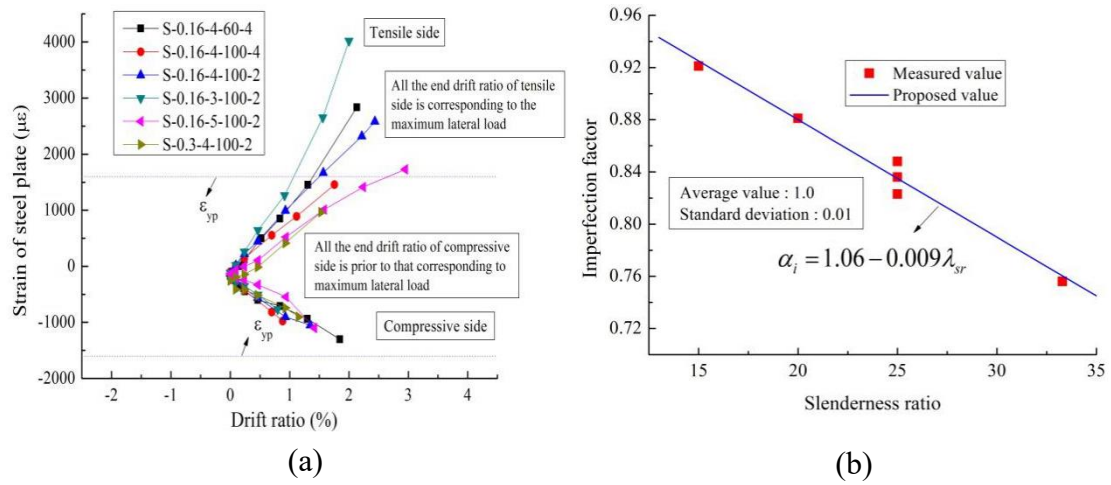 4000
3000
2000
1000
0
-1000
-2000
Strain of steel plate (με)
S-0.16-4-60-4
S-0.16-4-100-4
S-0.16-4-100-2
S-0.16-3-100-2
S-0.16-5-100-2
S-0.3-4-100-2
Tensile side
All the end drift ratio of tensile
side is corresponding to the
maximum lateral load
εyp
All the end drift ratio of compressive
side is prior to that corresponding to
maximum lateral load
εyp
Compressive side
-2 -1 0 1 2 3 4
Drift ratio (%)
(a)
0.96
0.92
0.88
0.84
0.80
0.76
0.72
Imperfection factor
Measured value
Proposed value
Average value : 1.0
Standard deviation : 0.01
αi = 1.06 − 0.009λsr
15 20 25 30 35
Slenderness ratio
(b)